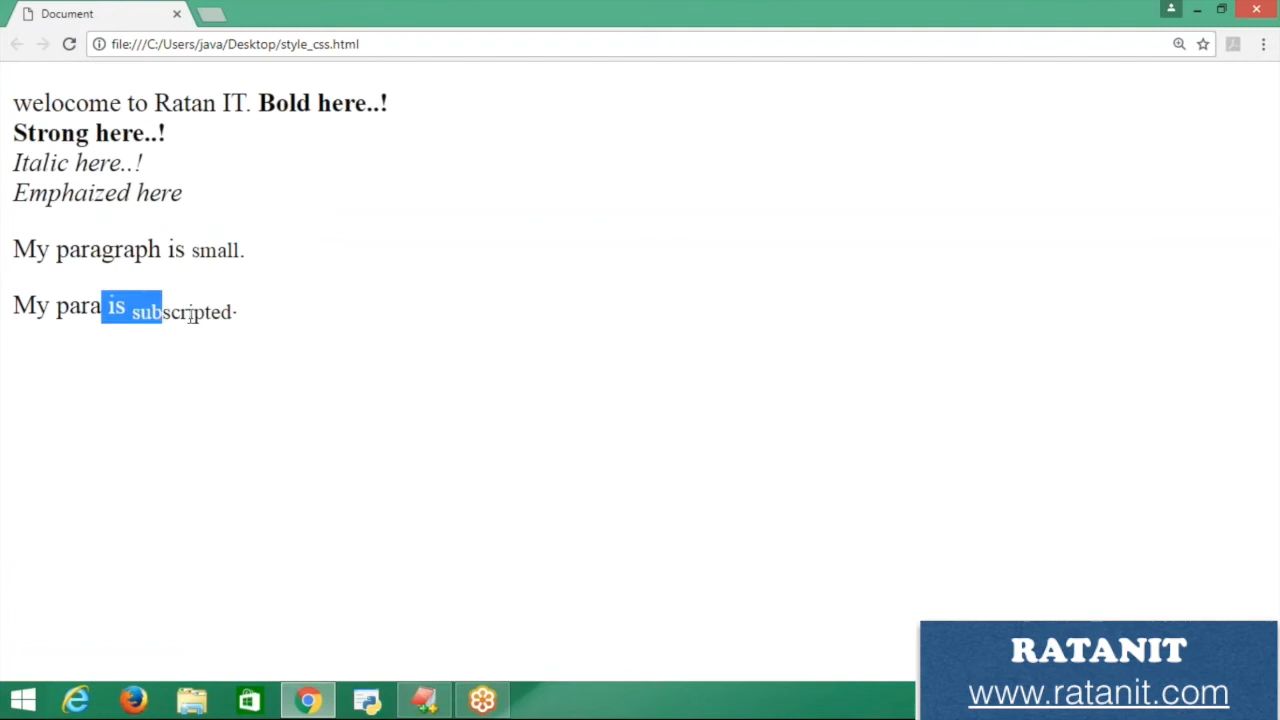 Document
file:///C:/Users/java/Desktop/style_css.html
welocome to Ratan IT. Bold here..!
Strong here..!
Italic here..!
Emphaized here
My paragraph is small.
My para is subscripted.
RATANIT
www.ratanit.com